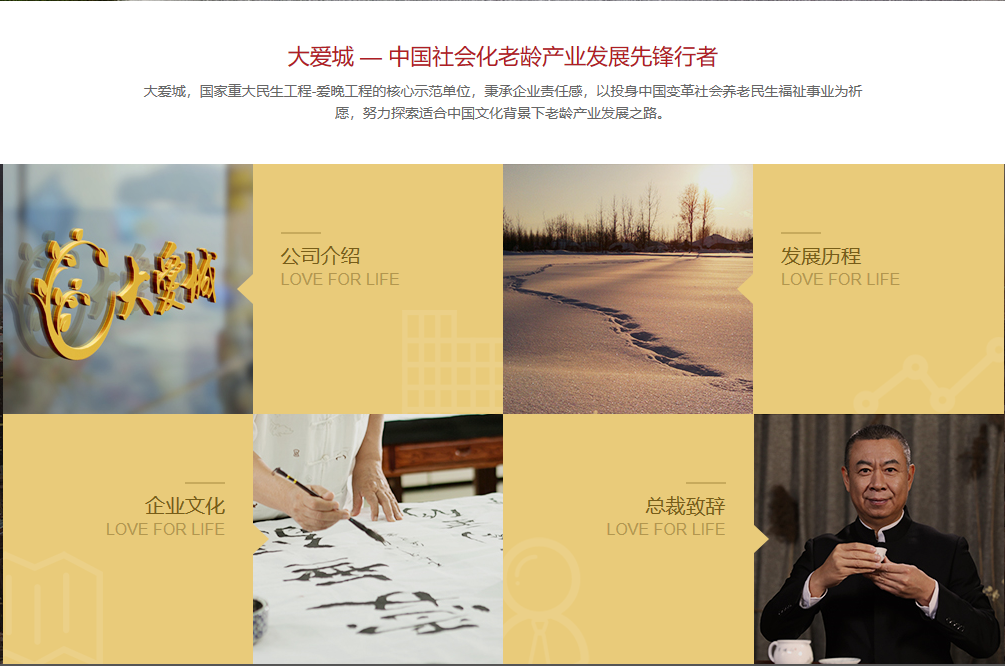 大爱城 — 中国社会化老龄产业发展先锋行者
大爱城，国家重大民生工程-爱晚工程的核心示范单位，秉承企业责任感，以投身中国变革社会养老民生福祉事业为祈
愿，努力探索适合中国文化背景下老龄产业发展之路。
大爱城
公司介绍
LOVE FOR LIFE
发展历程
LOVE FOR LIFE
企业文化
LOVE FOR LIFE
总裁致辞
LOVE FOR LIFE